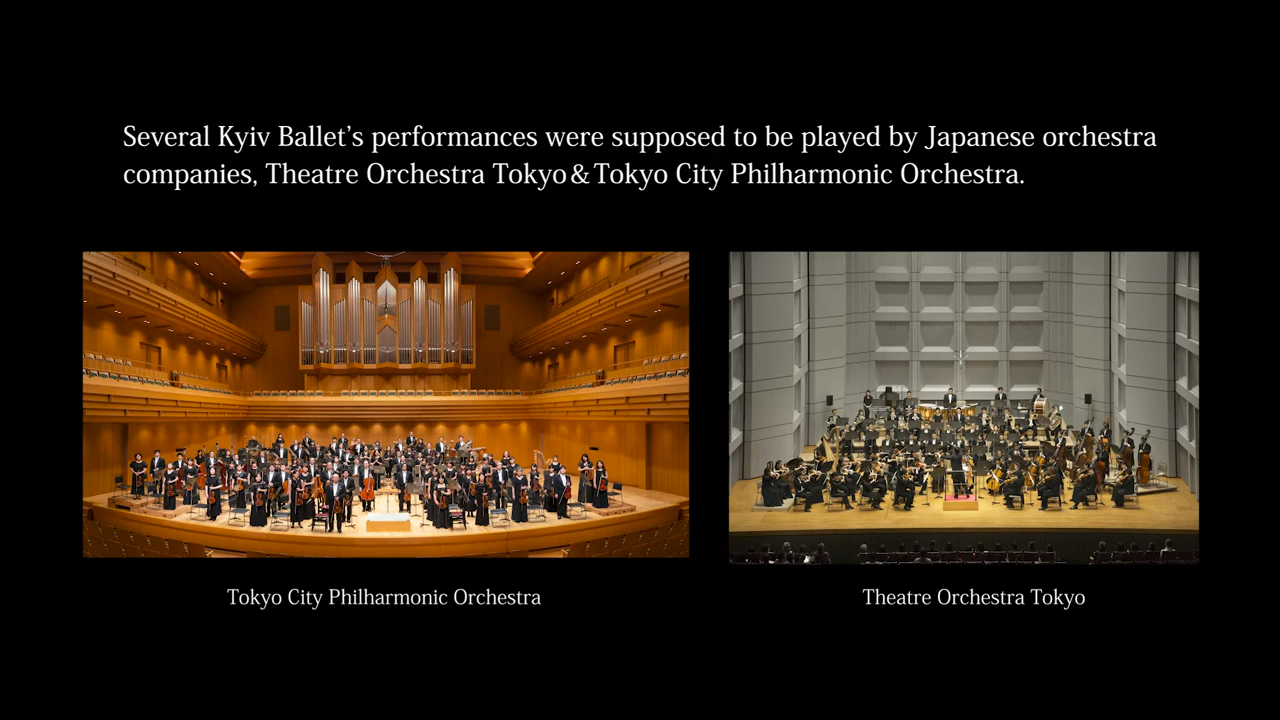 Several Kyiv Ballet’s performances were supposed to be played by Japanese orchestra
companies, Theatre Orchestra Tokyo&Tokyo City Philharmonic Orchestra.
Tokyo City Philharmonic Orchestra
Theatre Orchestra Tokyo